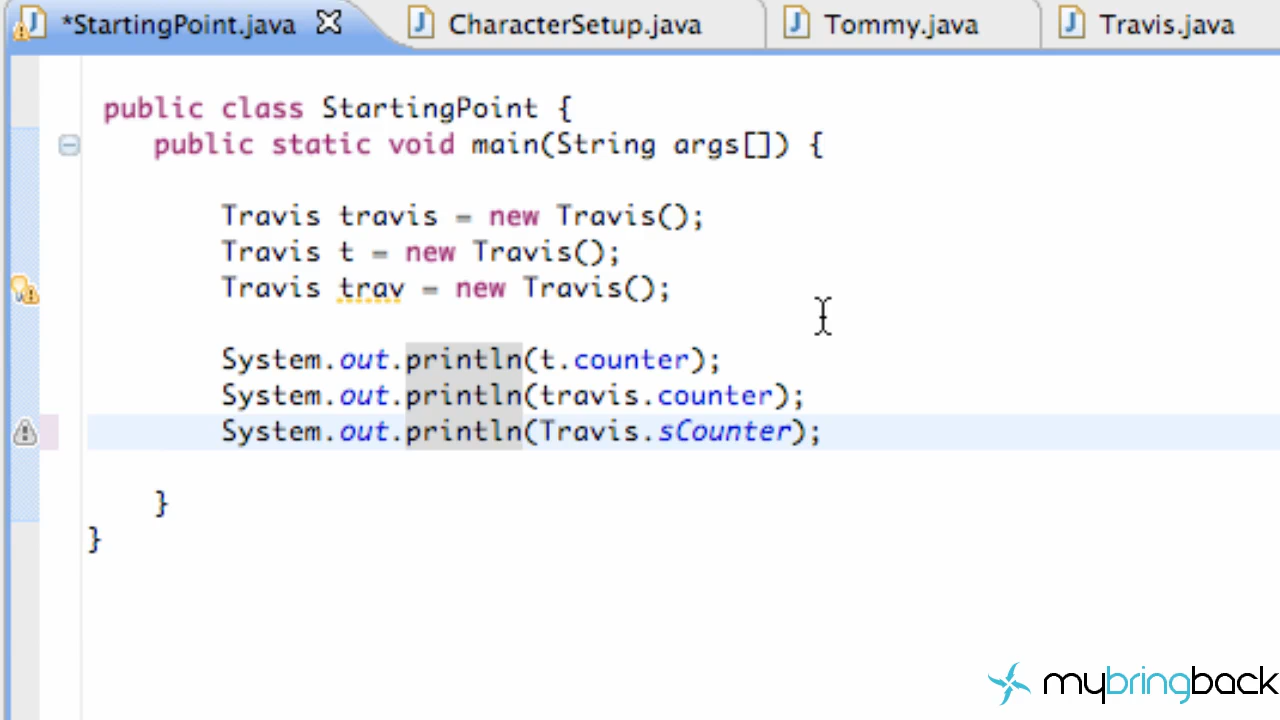 *StartingPoint.java CharacterSetup.java Tommy.java Travis.java
public class StartingPoint {
public static void main(String args[]) {
Travis travis = new Travis();
Travis t = new Travis();
Travis trav = new Travis();
System.out.println(t.counter);
System.out.println(travis.counter);
System.out.println(Travis.sCounter);
}
}
mybringback